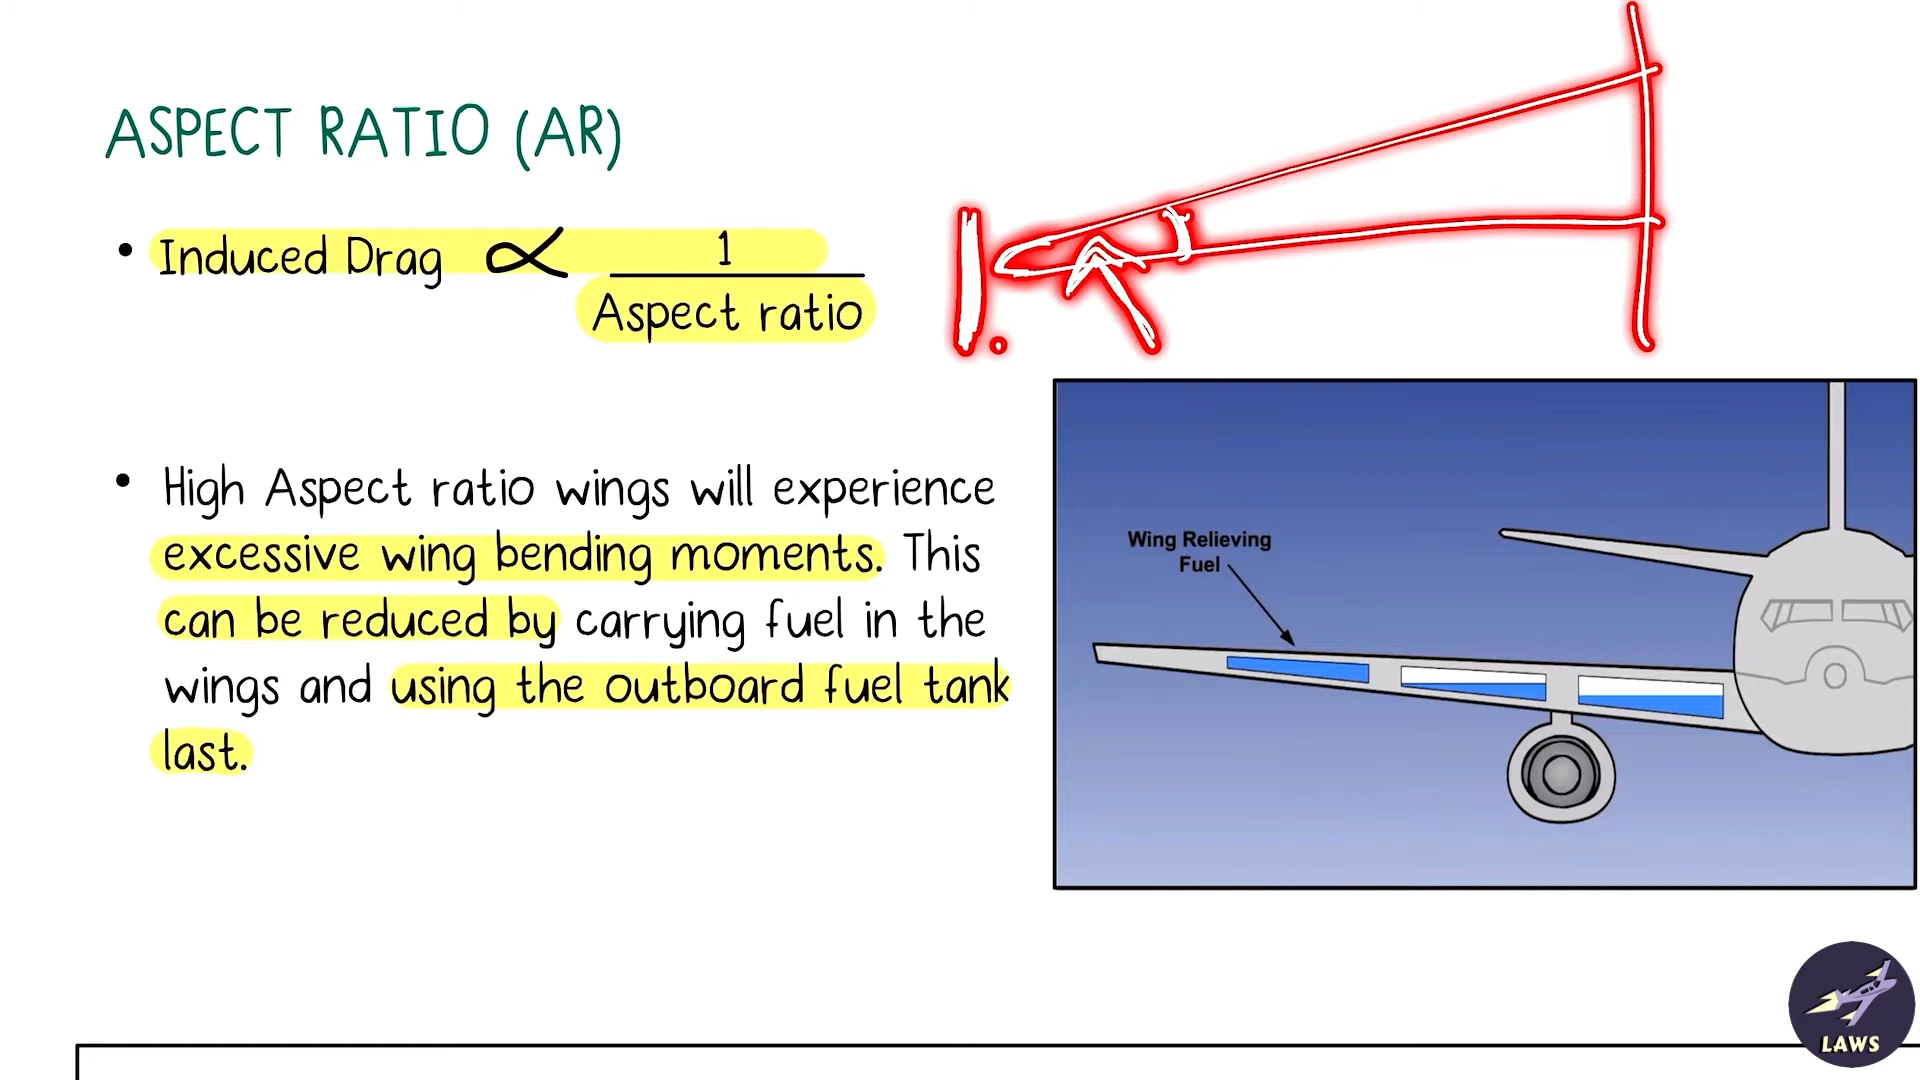 ASPECT RATIO (AR)
• Induced Drag ∝ 1
Aspect ratio
• High Aspect ratio wings will experience
excessive wing bending moments. This
can be reduced by carrying fuel in the
wings and using the outboard fuel tank
last.
Wing Relieving
Fuel
LAWS